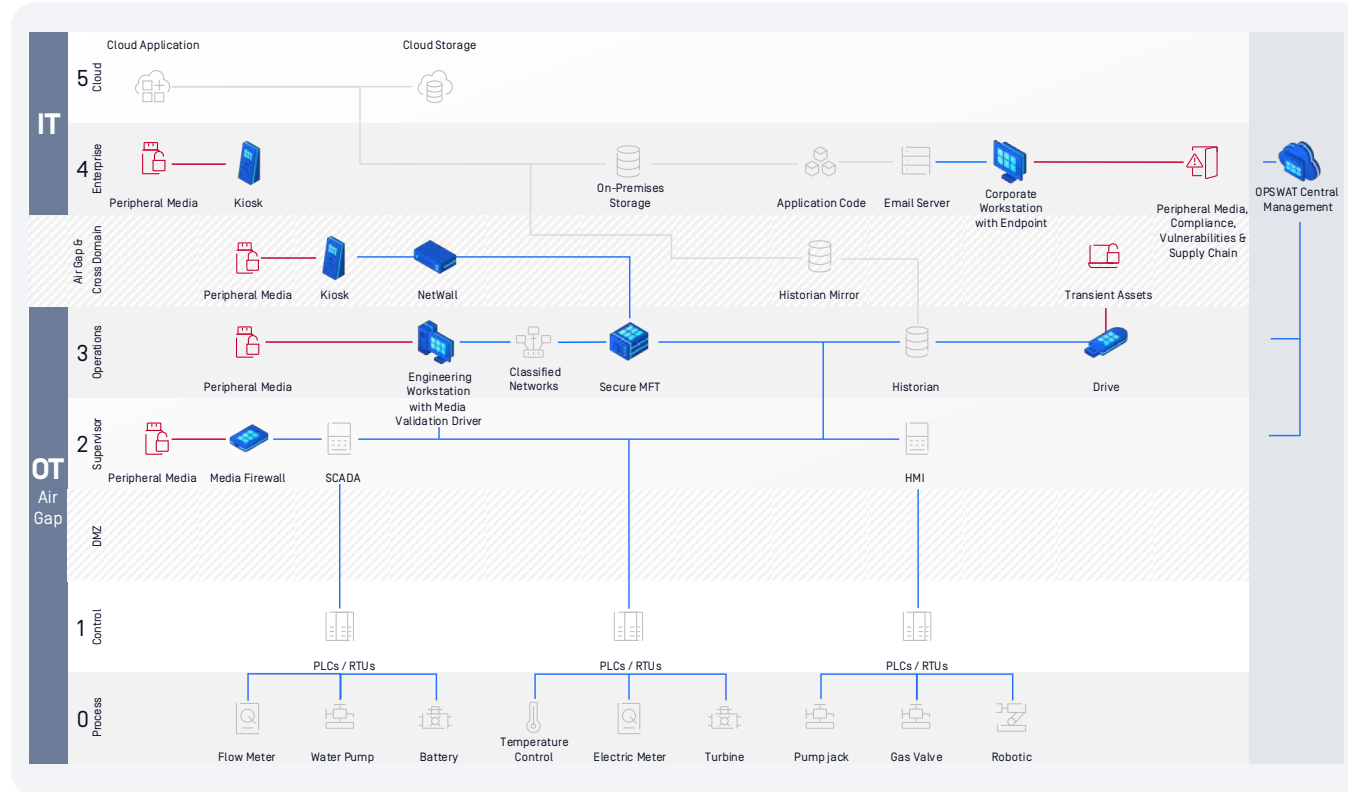 Cloud Application
Cloud Storage
5
Cloud
IT
4
Enterprise
Peripheral Media
Kiosk
On-Premises
Storage
Application Code
Email Server
Corporate
Workstation
with Endpoint
Peripheral Media,
Compliance,
Vulnerabilities &
Supply Chain
OPSWAT Central
Management
Air Gap &
Cross Domain
Peripheral Media
Kiosk
NetWall
Historian Mirror
Transient Assets
OT
Air
Gap
3
Operations
Peripheral Media
Engineering
Workstation
with Media
Validation Driver
Classified
Networks
Secure MFT
Historian
Drive
2
Supervisor
Peripheral Media
Media Firewall
SCADA
HMI
DMZ
1
Control
PLCs / RTUs
PLCs / RTUs
PLCs / RTUs
0
Process
Flow Meter
Water Pump
Battery
Temperature
Control
Electric Meter
Turbine
Pump jack
Gas Valve
Robotic